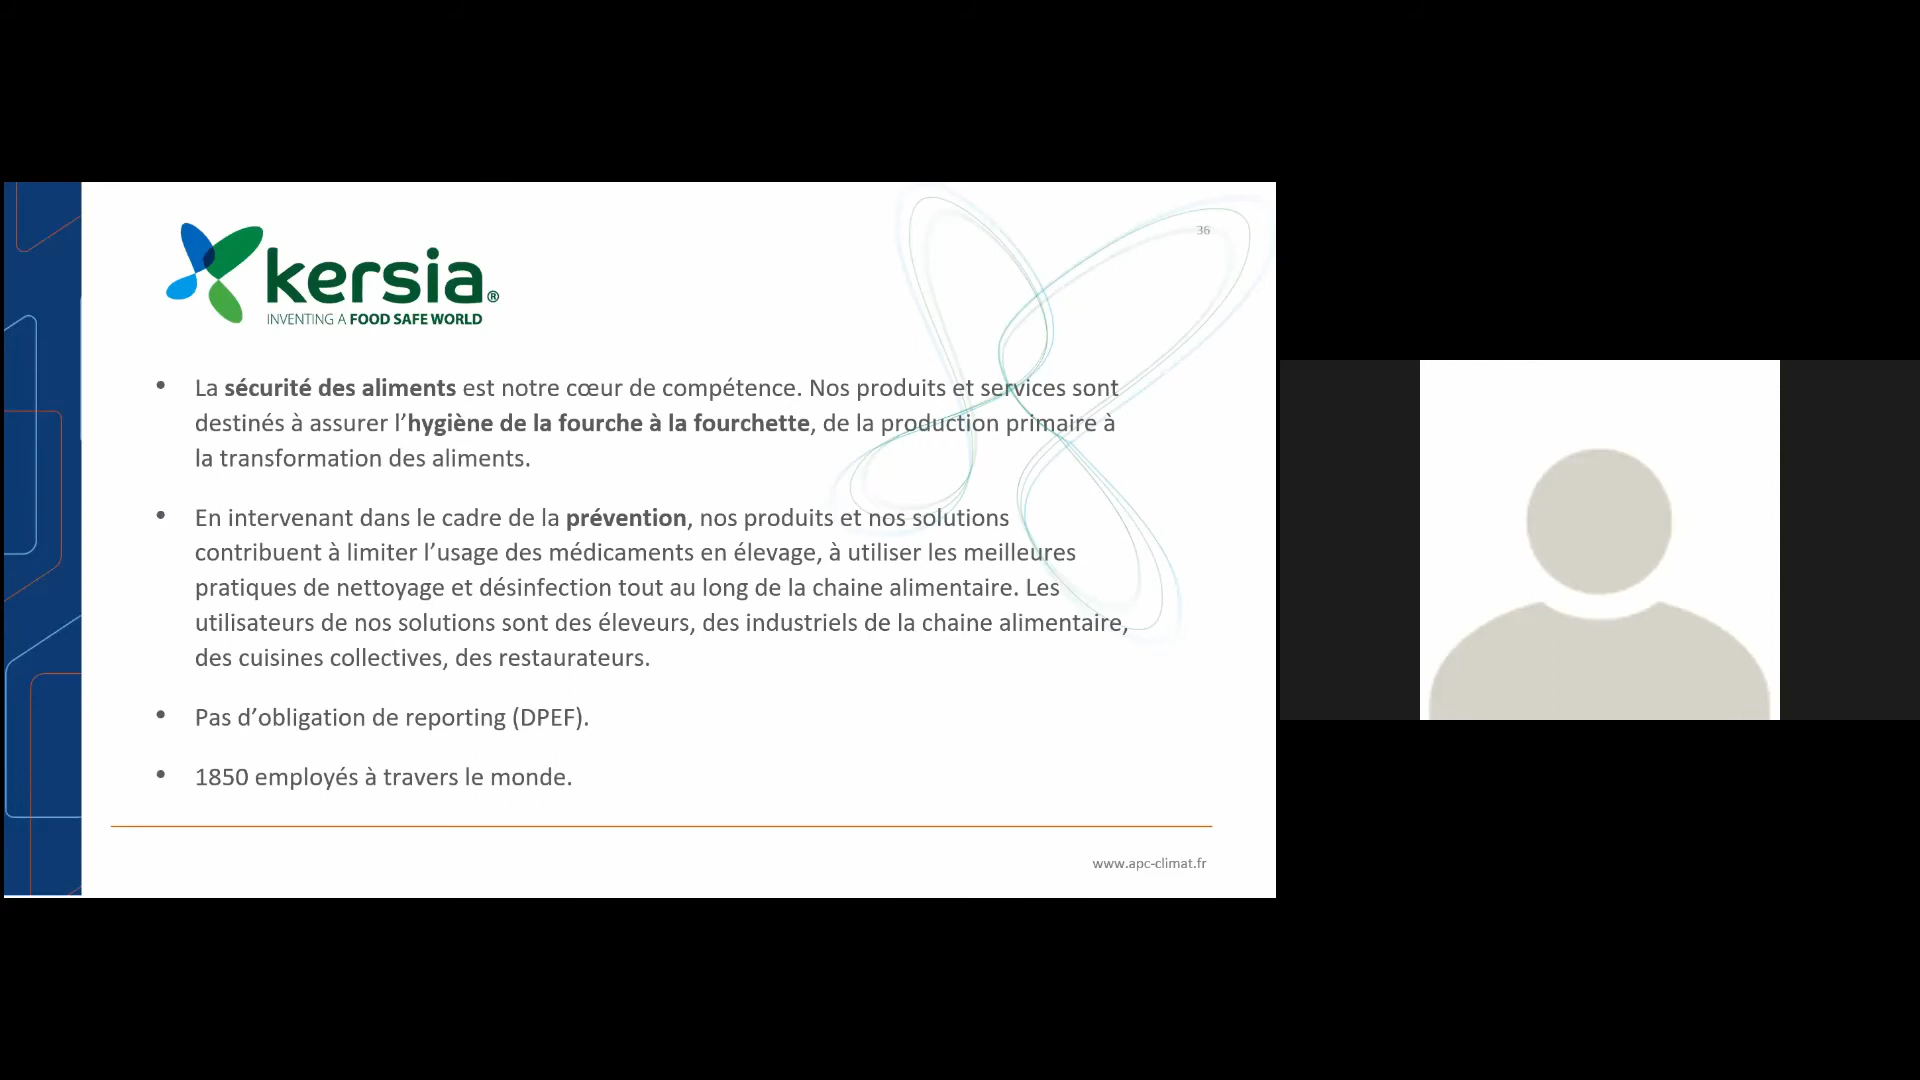 36
kersia®
INVENTING A FOOD SAFE WORLD
• La sécurité des aliments est notre cœur de compétence. Nos produits et services sont
destinés à assurer l’hygiène de la fourche à la fourchette, de la production primaire à
la transformation des aliments.
• En intervenant dans le cadre de la prévention, nos produits et nos solutions
contribuent à limiter l’usage des médicaments en élevage, à utiliser les meilleures
pratiques de nettoyage et désinfection tout au long de la chaine alimentaire. Les
utilisateurs de nos solutions sont des éleveurs, des industriels de la chaine alimentaire,
des cuisines collectives, des restaurateurs.
• Pas d’obligation de reporting (DPEF).
• 1850 employés à travers le monde.
www.apc-climat.fr